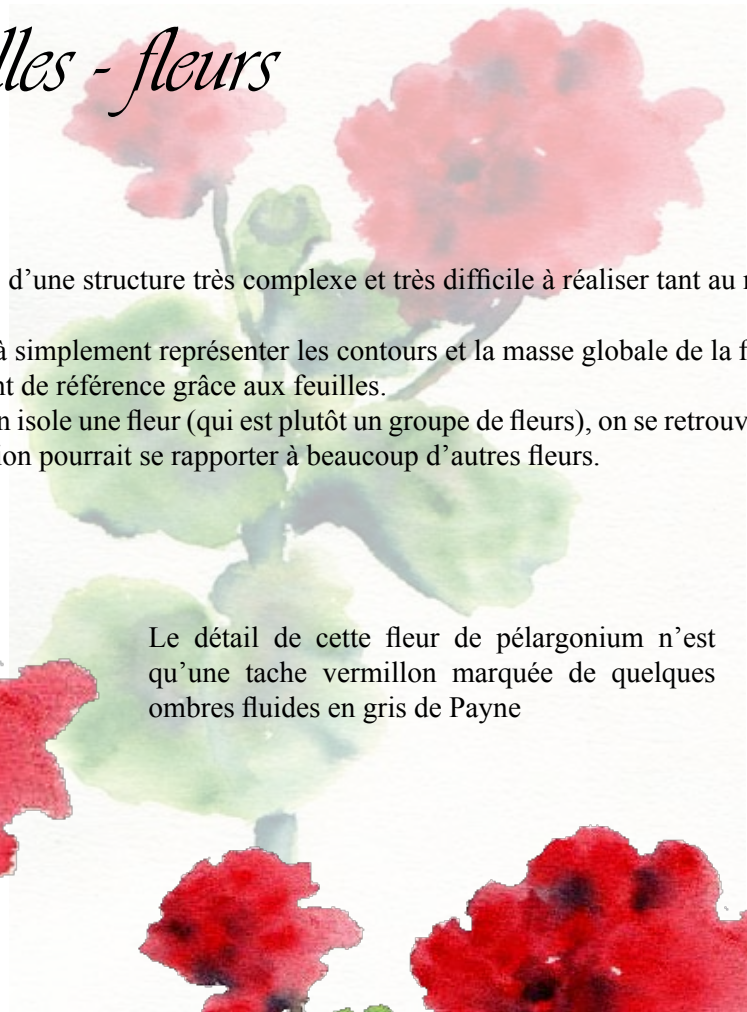 lles - fleurs
d’une structure très complexe et très difficile à réaliser tant au
à simplement représenter les contours et la masse globale de la
de référence grâce aux feuilles.
isole une fleur (qui est plutôt un groupe de fleurs), on se
pourrait se rapporter à beaucoup d’autres fleurs.
Le détail de cette fleur de pélargonium n’est
qu’une tache vermillon marquée de quelques
ombres fluides en gris de Payne